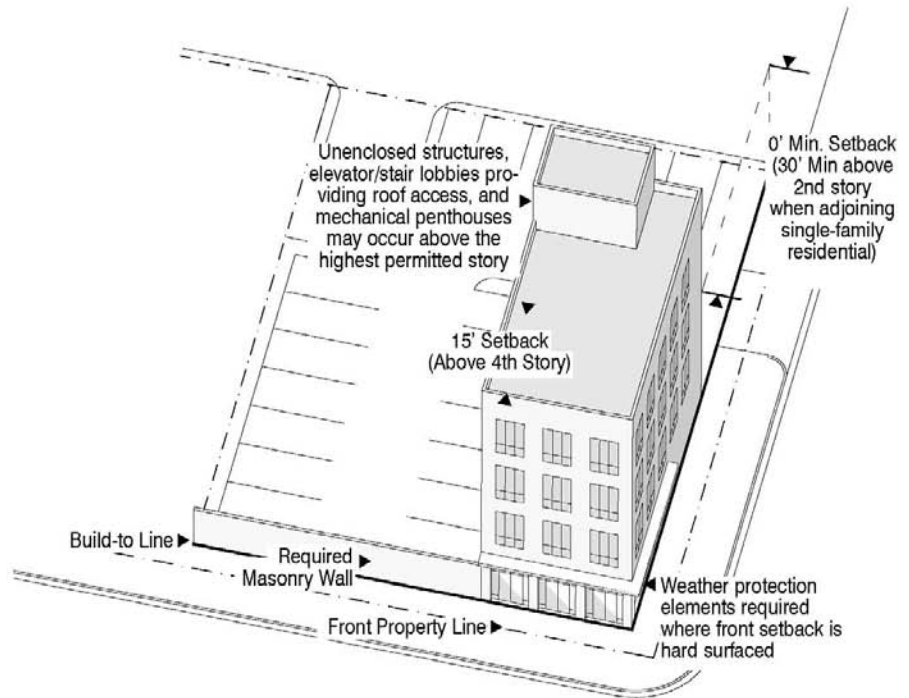 Unenclosed structures,
elevator/stair lobbies pro-
viding roof access, and
mechanical penthouses
may occur above the
highest permitted story
0' Min. Setback
(30' Min above
2nd story
when adjoining
single-family
residential)
15' Setback
(Above 4th Story)
Build-to Line
Required
Masonry Wall
Front Property Line
Weather protection
elements required
where front setback is
hard surfaced